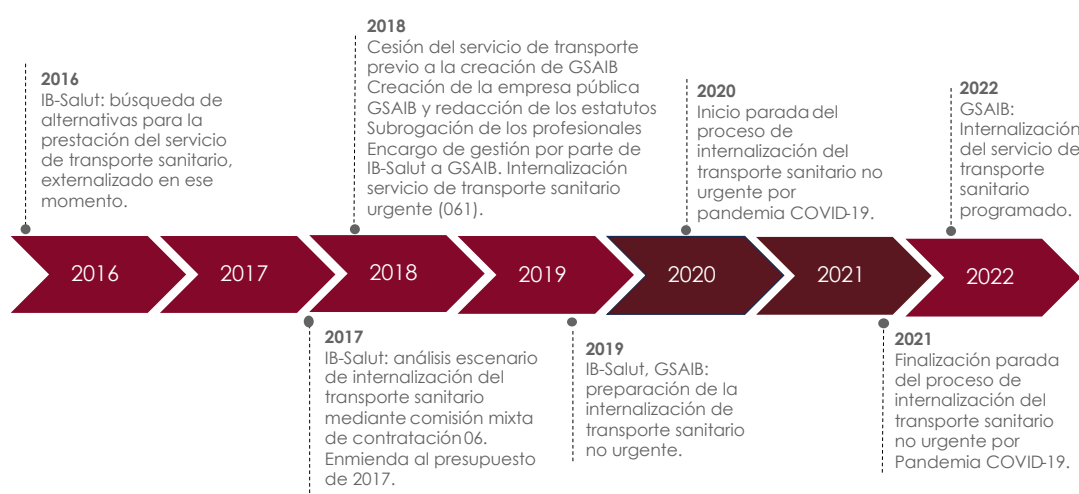 2016
IB-Salut: búsqueda de
alternativas para la
prestación del servicio
de transporte sanitario,
externalizado en ese
momento.
2018
Cesión del servicio de transporte
previo a la creación de GSAIB
Creación de la empresa pública
GSAIB y redacción de los estatutos
Subrogación de los profesionales
Encargo de gestión por parte de
IB-Salut a GSAIB. Internalización
servicio de transporte sanitario
urgente (061).
2020
Inicio parada del
proceso de
internalización del
transporte sanitario no
urgente por
pandemia COVID-19.
2022
GSAIB:
Internalización
del servicio de
transporte
sanitario
programado.
2016
2017
2018
2019
2020
2021
2022
2017
IB-Salut: análisis escenario
de internalización del
transporte sanitario
mediante comisión mixta
de contratación 06.
Enmienda al presupuesto
de 2017.
2019
IB-Salut, GSAIB:
preparación de la
internalización de
transporte sanitario
no urgente.
2021
Finalización parada
del proceso de
internalización del
transporte sanitario
no urgente por
Pandemia COVID-19.